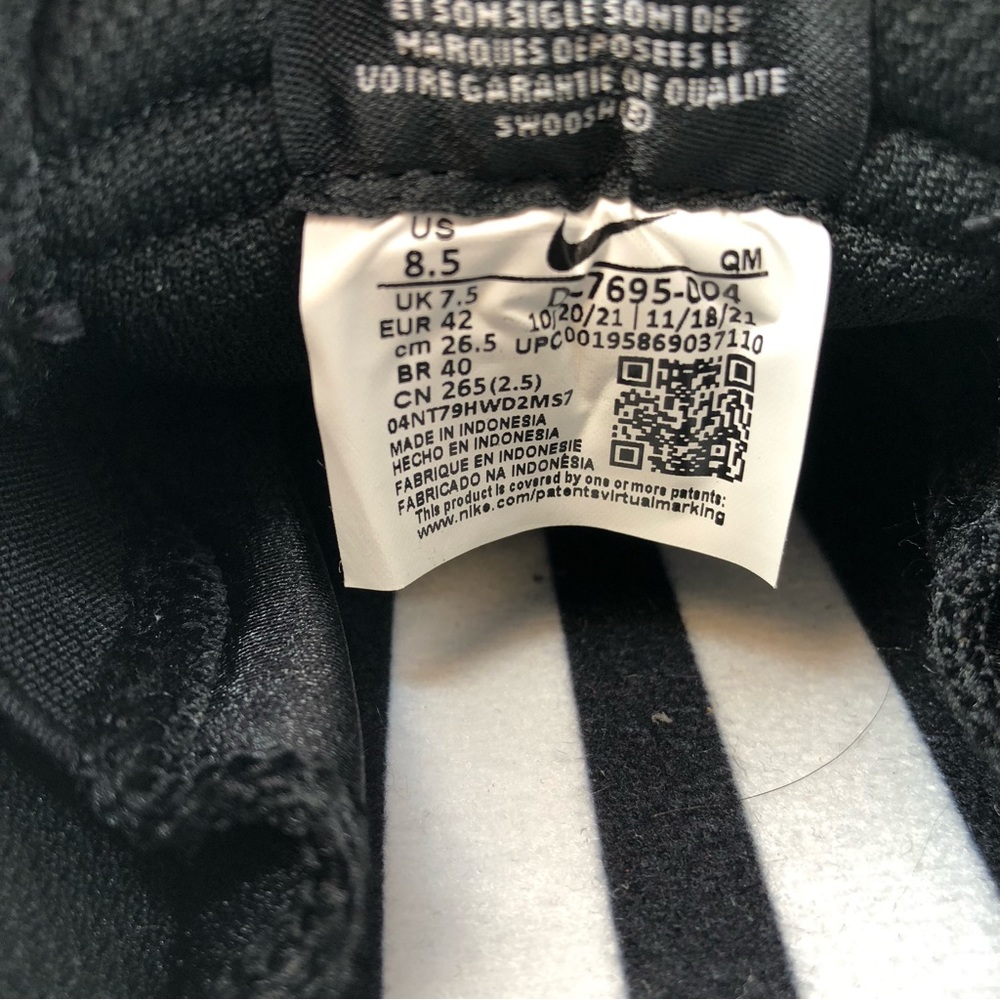 ET SON SIGLE SONT DES
MARQUES DEPOSEES ET
VOTRE GARANTIE DE QUALITE
SWOOSH®
US
8.5
QM
UK 7.5
EUR 42
cm 26.5
BR 40
CN 265(2.5)
10/20/21 | 11/18/21
UPC00195869037110
04NT79HWD2MS7
MADE IN INDONESIA
HECHO EN INDONESIA
FABRIQUE EN INDONESIE
FABRICADO NA INDONÉSIA
This product is covered by one or more patents:
www.nike.com/patentsvirtualmarking